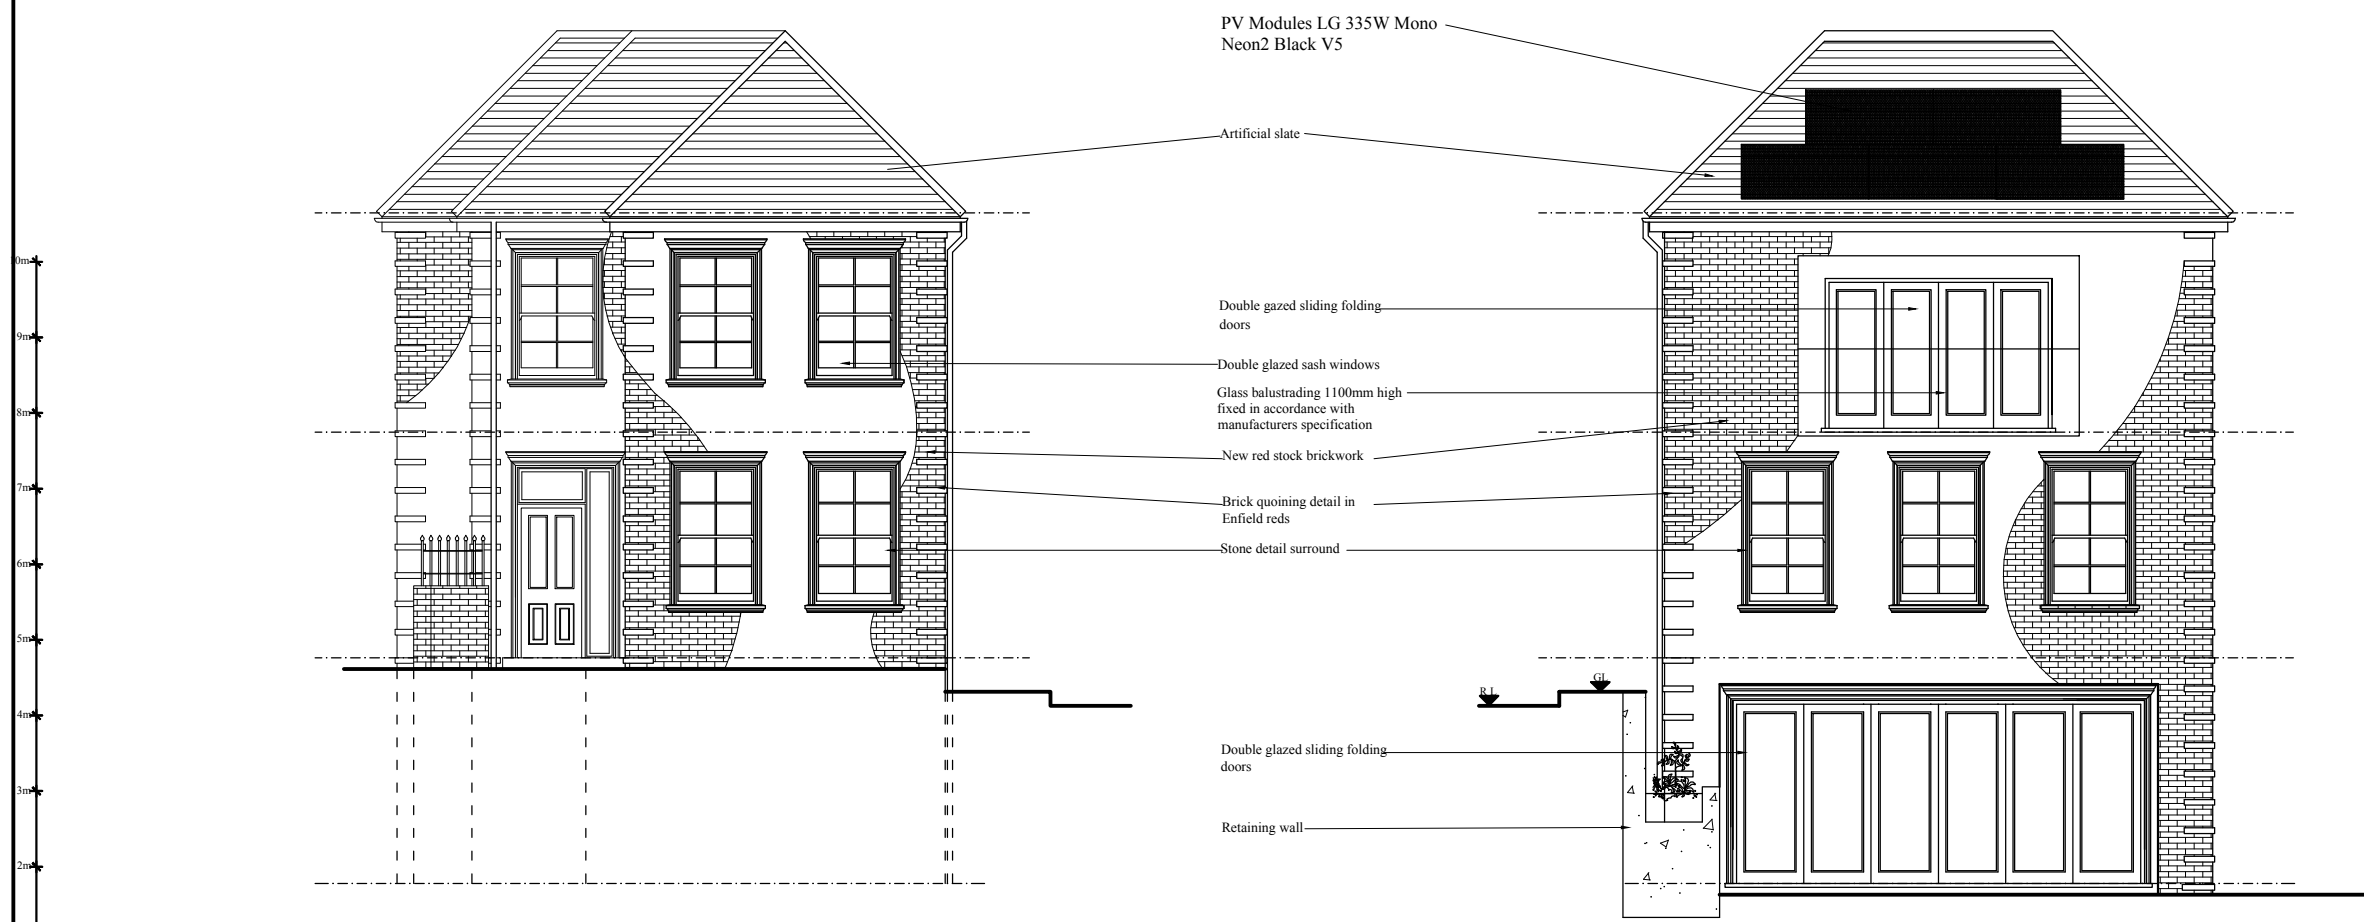 PV Modules LG 335W Mono
Neon2 Black V5
Artificial slate
Double gazed sliding folding
doors
Double glazed sash windows
Glass balustrading 1100mm high
fixed in accordance with
manufacturers specification
New red stock brickwork
Brick quoining detail in
Enfield reds
Stone detail surround
Double glazed sliding folding
doors
Retaining wall
10m
9m
8m
7m
6m
5m
4m
3m
2m
R L
GL